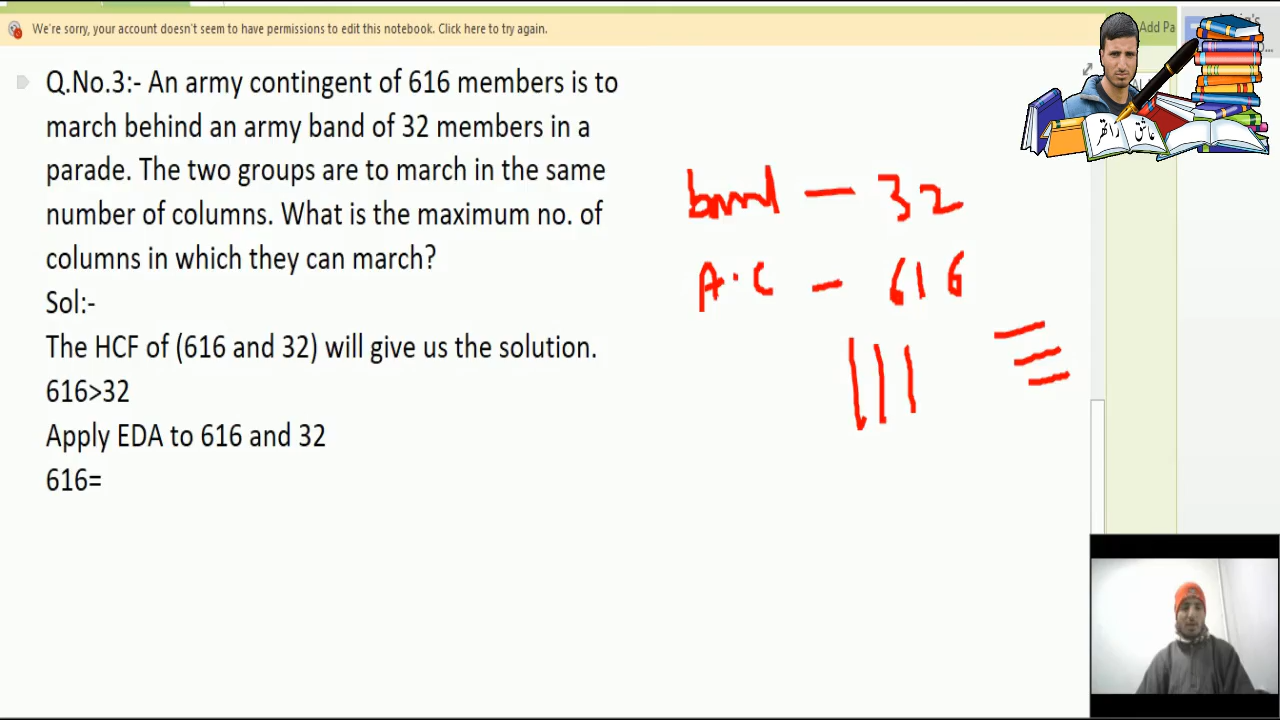 We're sorry, your account doesn't seem to have permissions to edit this notebook. Click here to try again.
Add Pa
Q.No.3:- An army contingent of 616 members is to
march behind an army band of 32 members in a
parade. The two groups are to march in the same
number of columns. What is the maximum no. of
columns in which they can march?
Sol:-
The HCF of (616 and 32) will give us the solution.
616>32
Apply EDA to 616 and 32
616=
band — 32
A.C — 616
عاشق
راتھر